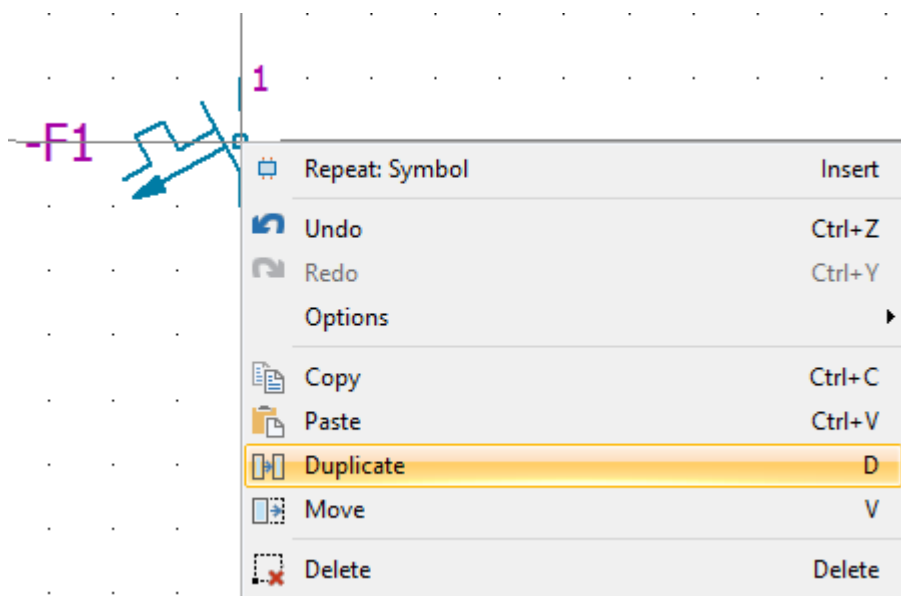 1
-F1
Repeat: Symbol Insert
Undo Ctrl+Z
Redo Ctrl+Y
Options
Copy Ctrl+C
Paste Ctrl+V
Duplicate D
Move V
Delete Delete